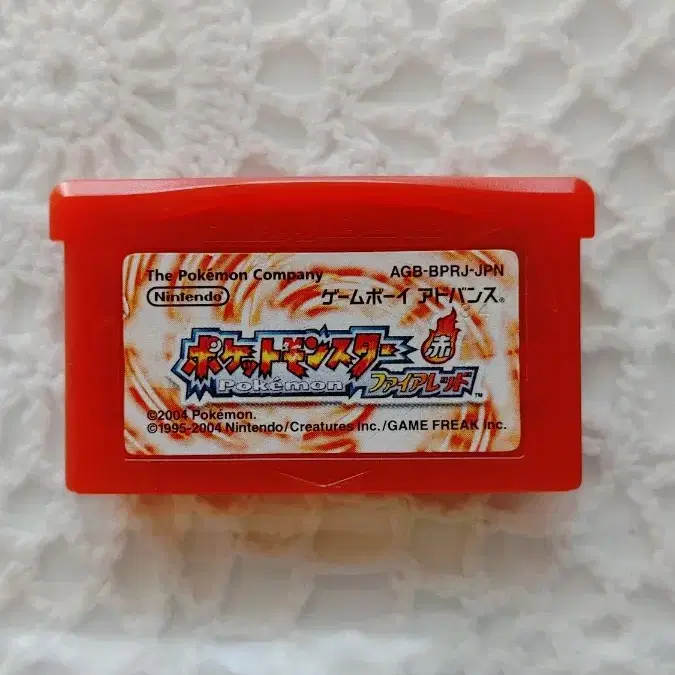 The Pokémon Company
AGB-BPRJ-JPN
Nintendo
ゲームボーイ アドバンス®
ポケットモンスター
赤
Pokémon
ファイアレッド™
©2004 Pokémon.
©1995-2004 Nintendo/Creatures inc./GAME FREAK inc.